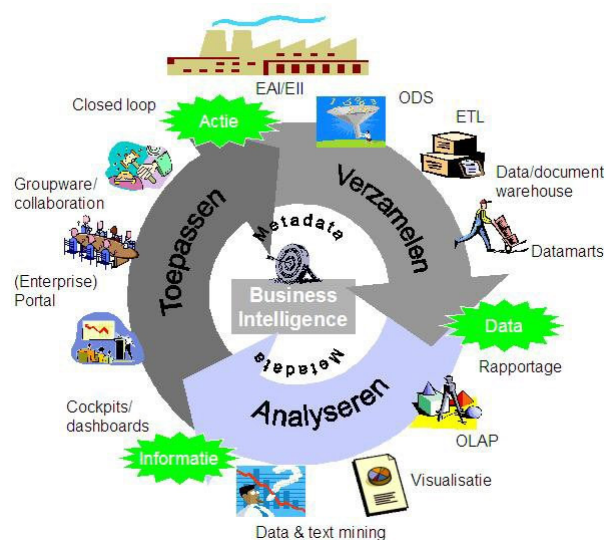 EAI/EII
Closed loop
Actie
ODS
ETL
Data/document
warehouse
Datamarts
Groupware/
collaboration
(Enterprise)
Portal
Toepassen
Verzamelen
Metadata
Business
Intelligence
Metadata
Analyseren
Data
Rapportage
OLAP
Visualisatie
Cockpits/
dashboards
Informatie
Data & text mining